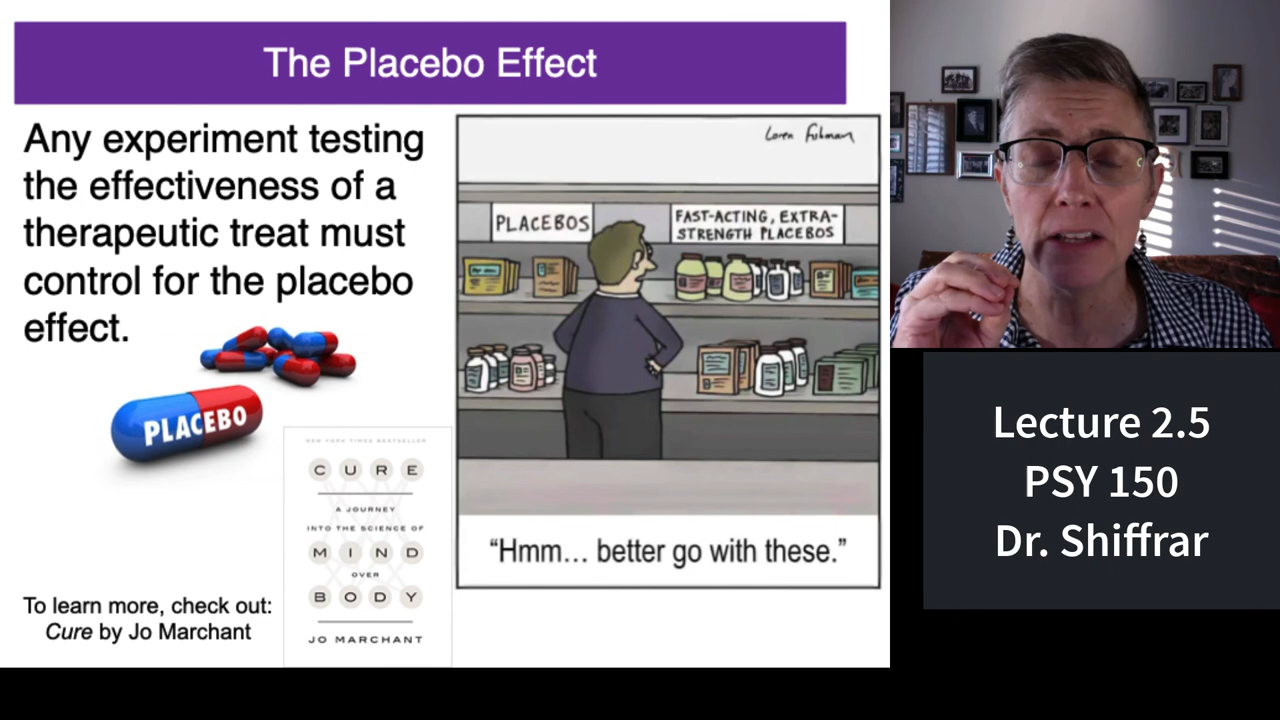 The Placebo Effect
Any experiment testing
the effectiveness of a
therapeutic treat must
control for the placebo
effect.
PLACEBO
NEW YORK TIMES BESTSELLER
CURE
A JOURNEY
INTO THE SCIENCE OF
MIND
OVER
BODY
JO MARCHANT
To learn more, check out:
Cure by Jo Marchant
Loren Fishman
PLACEBOS
FAST-ACTING, EXTRA-
STRENGTH PLACEBOS
“Hmm... better go with these.”
Lecture 2.5
PSY 150
Dr. Shiffrar